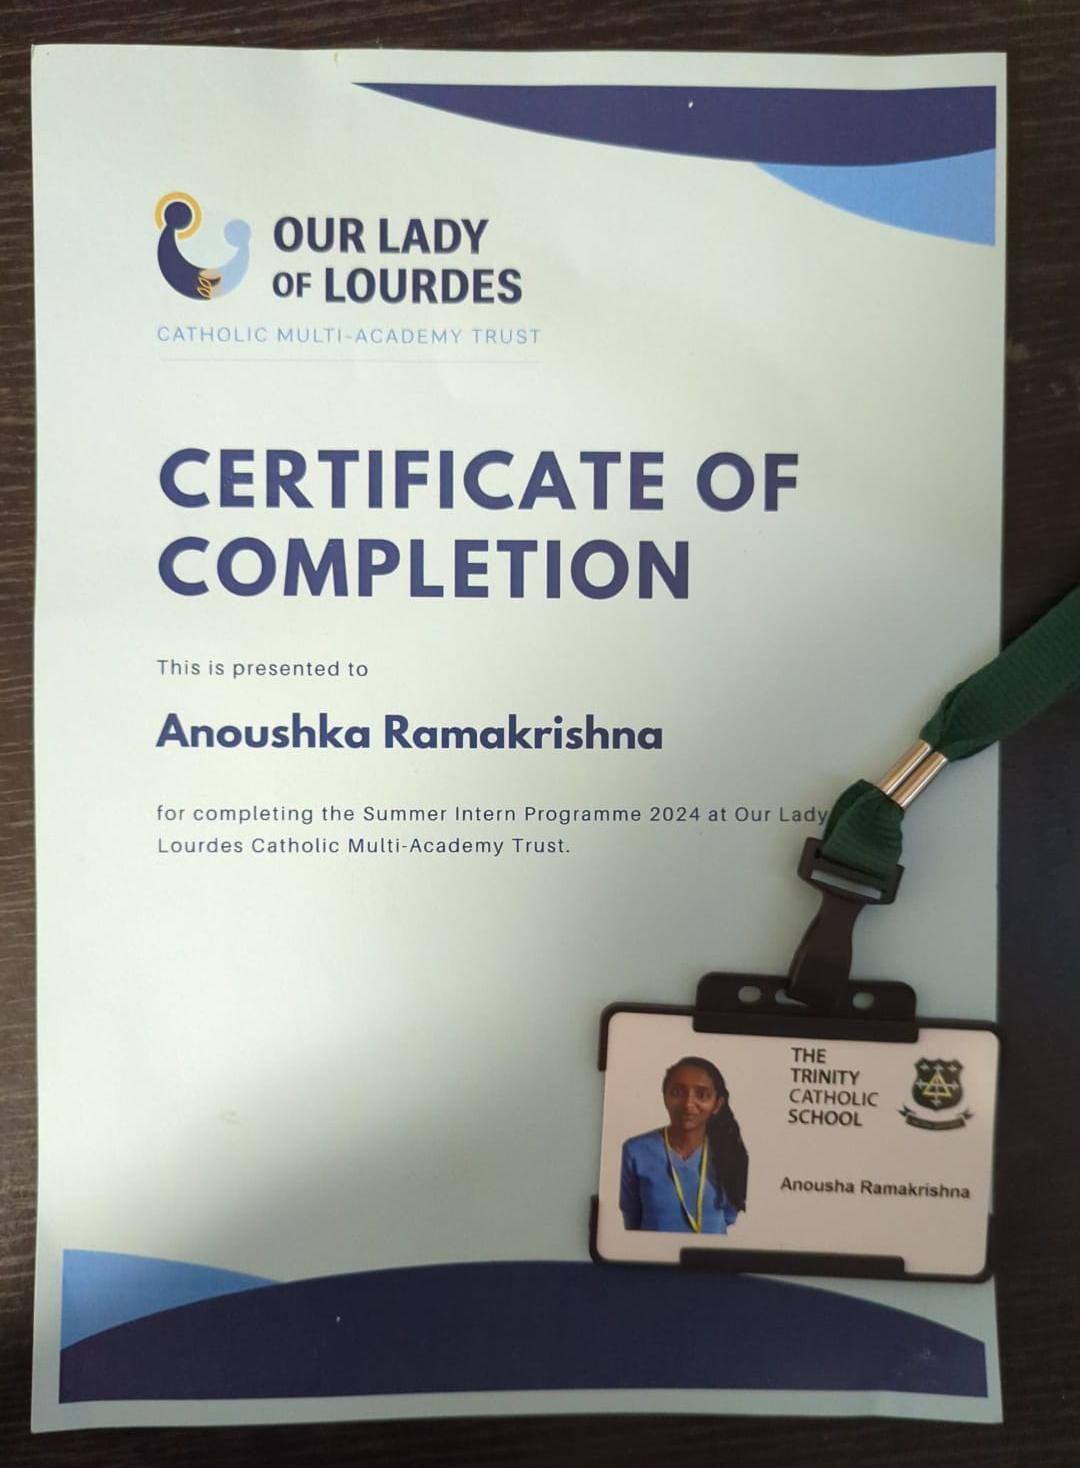 OUR LADY
OF LOURDES
CATHOLIC MULTI-ACADEMY TRUST
CERTIFICATE OF
COMPLETION
This is presented to
Anoushka Ramakrishna
for completing the Summer Intern Programme 2024 at Our Lady
Lourdes Catholic Multi-Academy Trust.
THE
TRINITY
CATHOLIC
SCHOOL
Anousha Ramakrishna